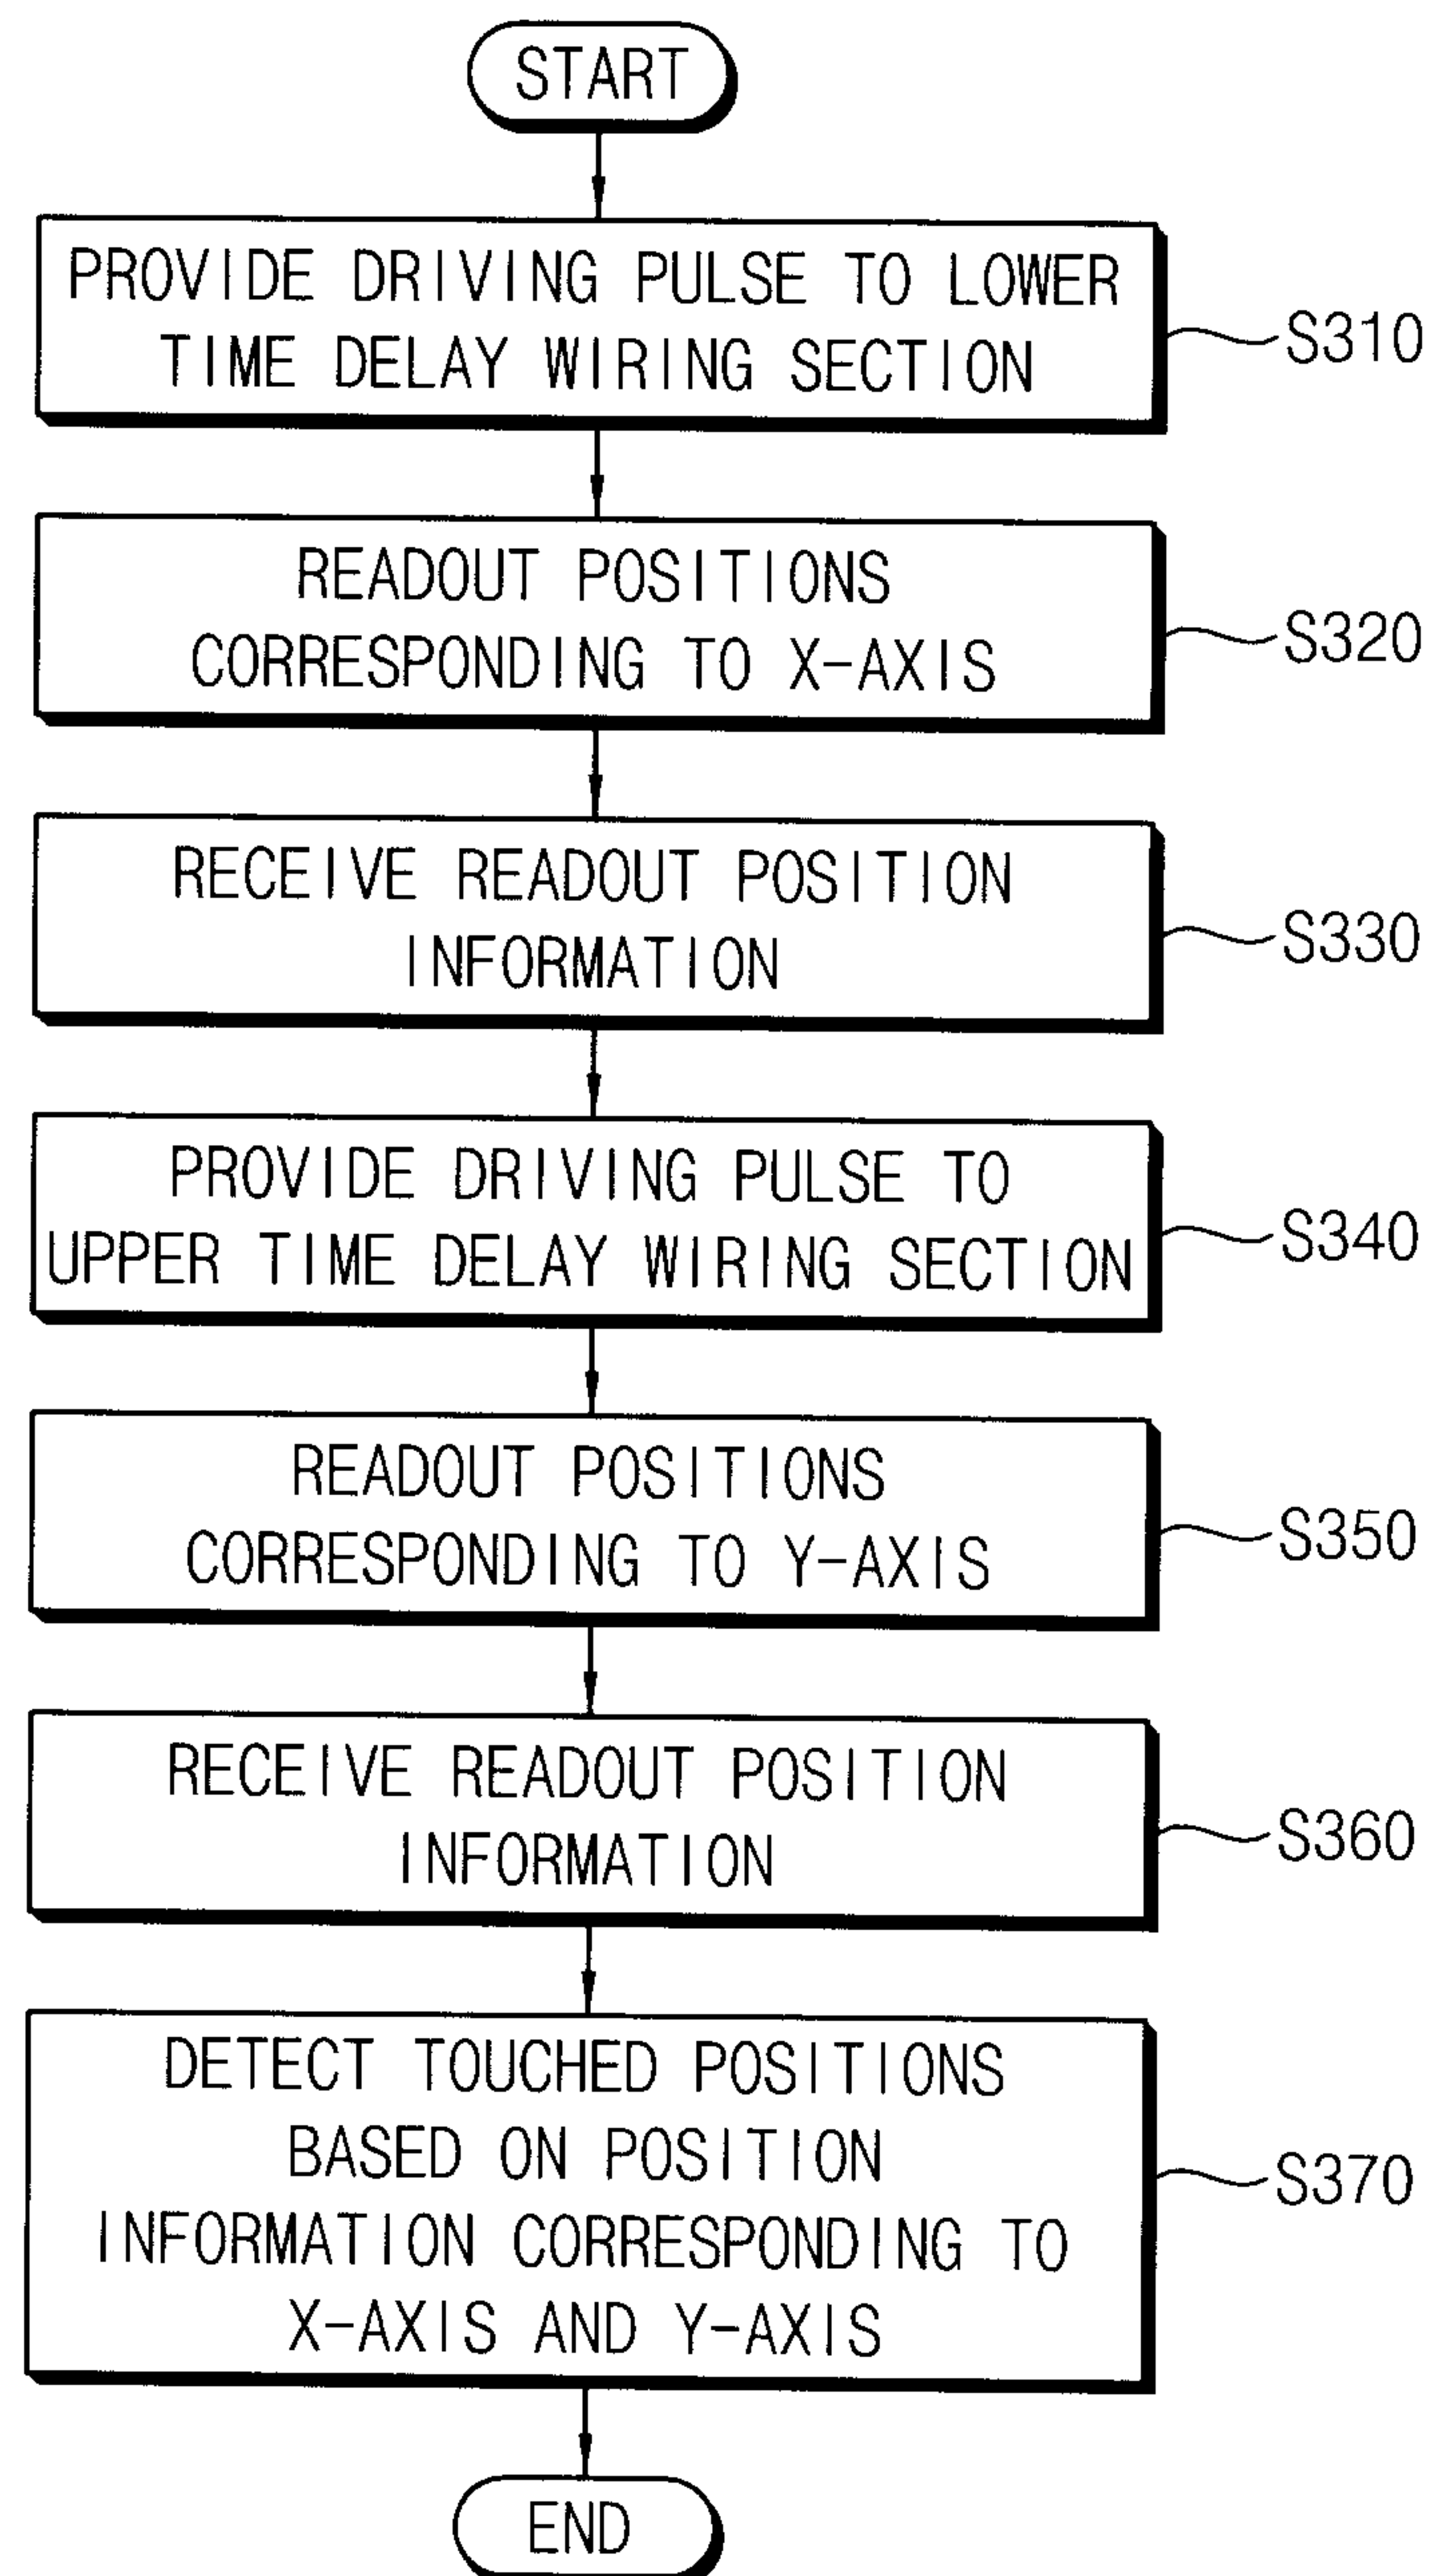 START
PROVIDE DRIVING PULSE TO LOWER
TIME DELAY WIRING SECTION
S310
READOUT POSITIONS
CORRESPONDING TO X-AXIS
S320
RECEIVE READOUT POSITION
INFORMATION
S330
PROVIDE DRIVING PULSE TO
UPPER TIME DELAY WIRING SECTION
S340
READOUT POSITIONS
CORRESPONDING TO Y-AXIS
S350
RECEIVE READOUT POSITION
INFORMATION
S360
DETECT TOUCHED POSITIONS
BASED ON POSITION
INFORMATION CORRESPONDING TO
X-AXIS AND Y-AXIS
S370
END